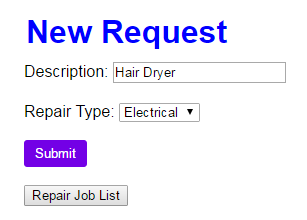 New Request
Description: Hair Dryer
Repair Type: Electrical
Submit
Repair Job List